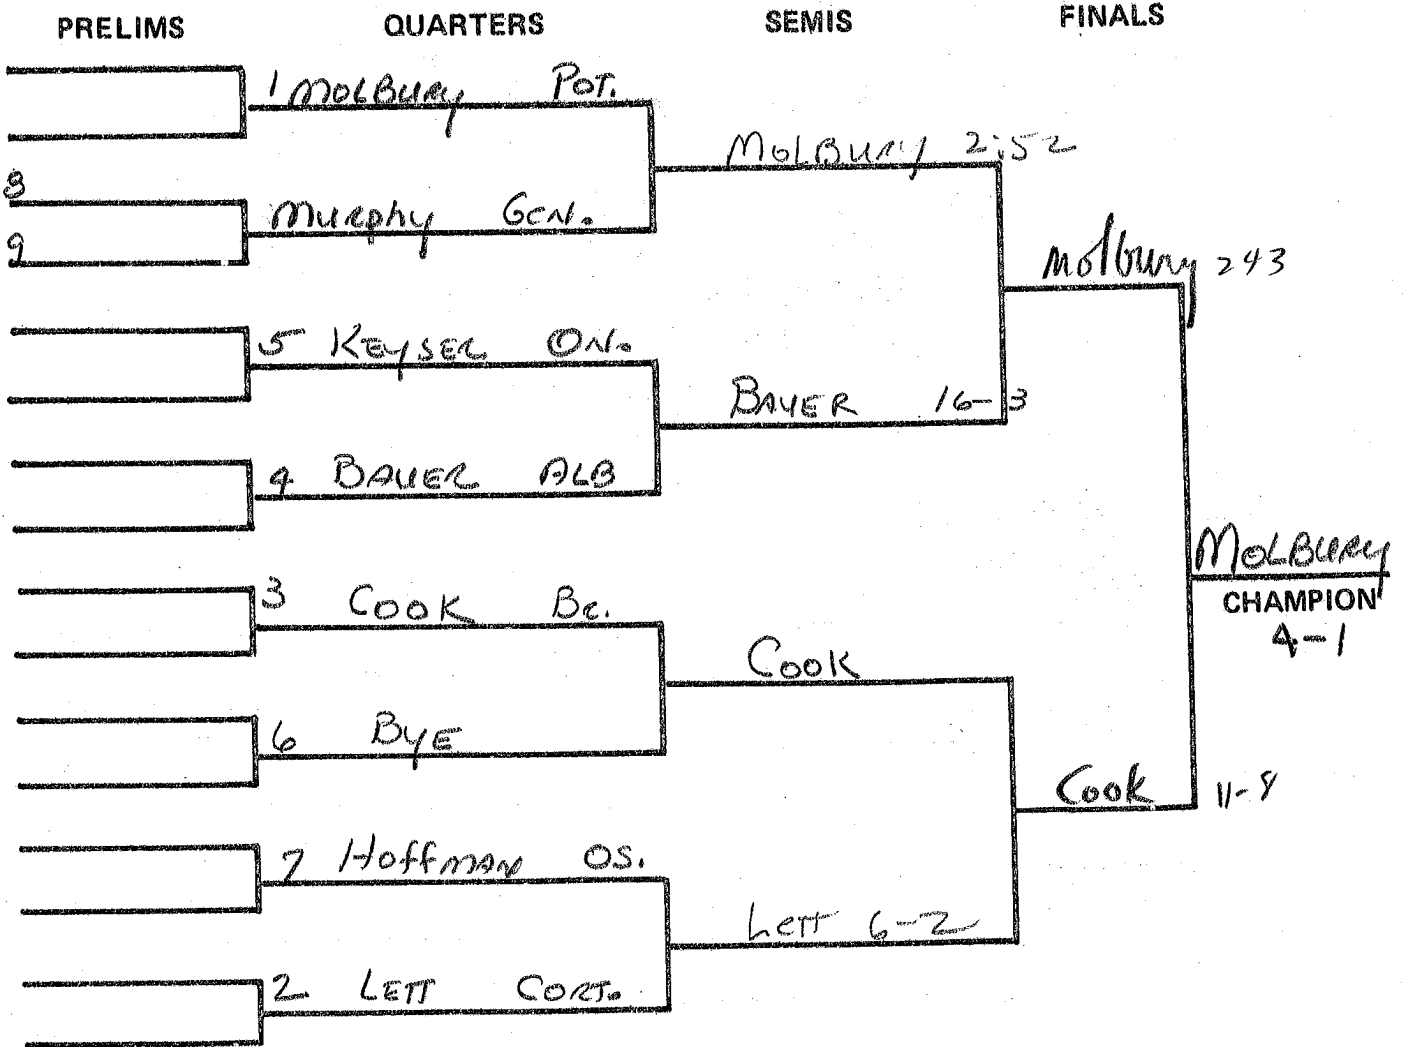 PRELIMS QUARTERS SEMIS FINALS
1 MOLBURY POT.
MOLBURY 2:52
8
Murphy GEN.
9
Molbury 243
5 KEYSER ON.
BAUER 16-3
4 BAUER ALB
MOLBURY
CHAMPION
4-1
3 COOK Bc.
COOK
6 BYE
COOK 11-8
7 Hoffman OS.
LETT 6-2
2 LETT CORT.